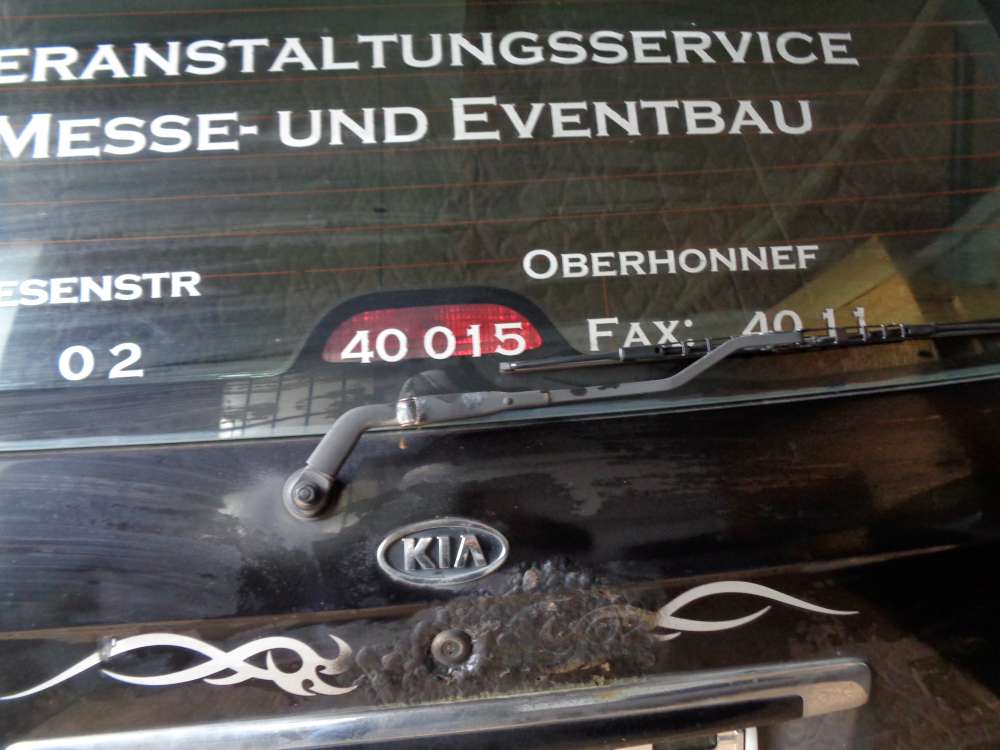 ERANSTALTUNGSSERVICE
MESSE- UND EVENTBAU
ESENSTR OBERHONNEF
02 40 015 FAX: 40 11
KIA